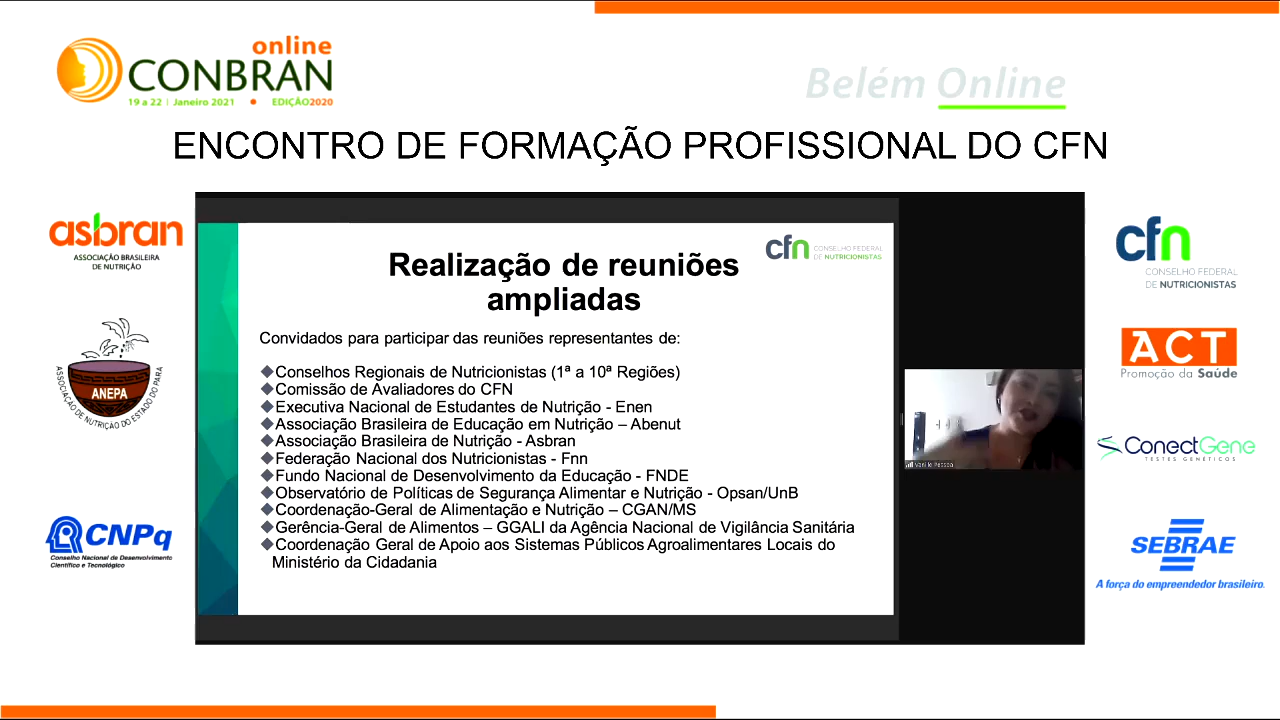 online
CONBRAN
19 a 22 | Janeiro 2021 • EDIÇÃO2020
Belém Online
ENCONTRO DE FORMAÇÃO PROFISSIONAL DO CFN
asbran
ASSOCIAÇÃO BRASILEIRA
DE NUTRIÇÃO
ANEPA
ASSOCIAÇÃO DE NUTRIÇÃO DO ESTADO DO PARÁ
CNPq
Conselho Nacional de Desenvolvimento
Científico e Tecnológico
Realização de reuniões
ampliadas
cfn CONSELHO FEDERAL
DE NUTRICIONISTAS
Convidados para participar das reuniões representantes de:
◆Conselhos Regionais de Nutricionistas (1ª a 10ª Regiões)
◆Comissão de Avaliadores do CFN
◆Executiva Nacional de Estudantes de Nutrição - Enen
◆Associação Brasileira de Educação em Nutrição – Abenut
◆Associação Brasileira de Nutrição - Asbran
◆Federação Nacional dos Nutricionistas - Fnn
◆Fundo Nacional de Desenvolvimento da Educação - FNDE
◆Observatório de Políticas de Segurança Alimentar e Nutrição - Opsan/UnB
◆Coordenação-Geral de Alimentação e Nutrição – CGAN/MS
◆Gerência-Geral de Alimentos – GGALI da Agência Nacional de Vigilância Sanitária
◆Coordenação Geral de Apoio aos Sistemas Públicos Agroalimentares Locais do
Ministério da Cidadania
Pessoa
cfn
CONSELHO FEDERAL
DE NUTRICIONISTAS
ACT
Promoção da Saúde
ConectGene
TESTES GENÉTICOS
SEBRAE
A força do empreendedor brasileiro.